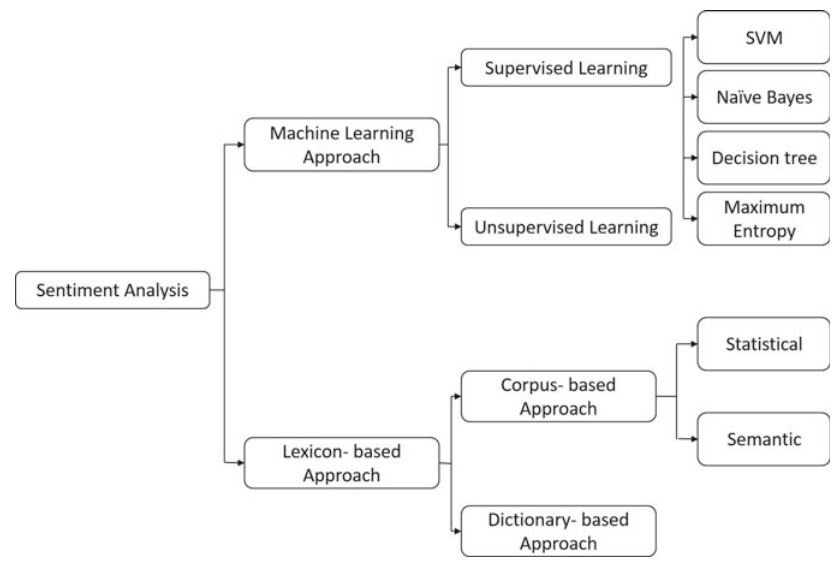 SVM
Supervised Learning
Naïve Bayes
Machine Learning
Approach
Decision tree
Maximum
Entropy
Unsupervised Learning
Sentiment Analysis
Statistical
Corpus- based
Approach
Semantic
Lexicon- based
Approach
Dictionary- based
Approach